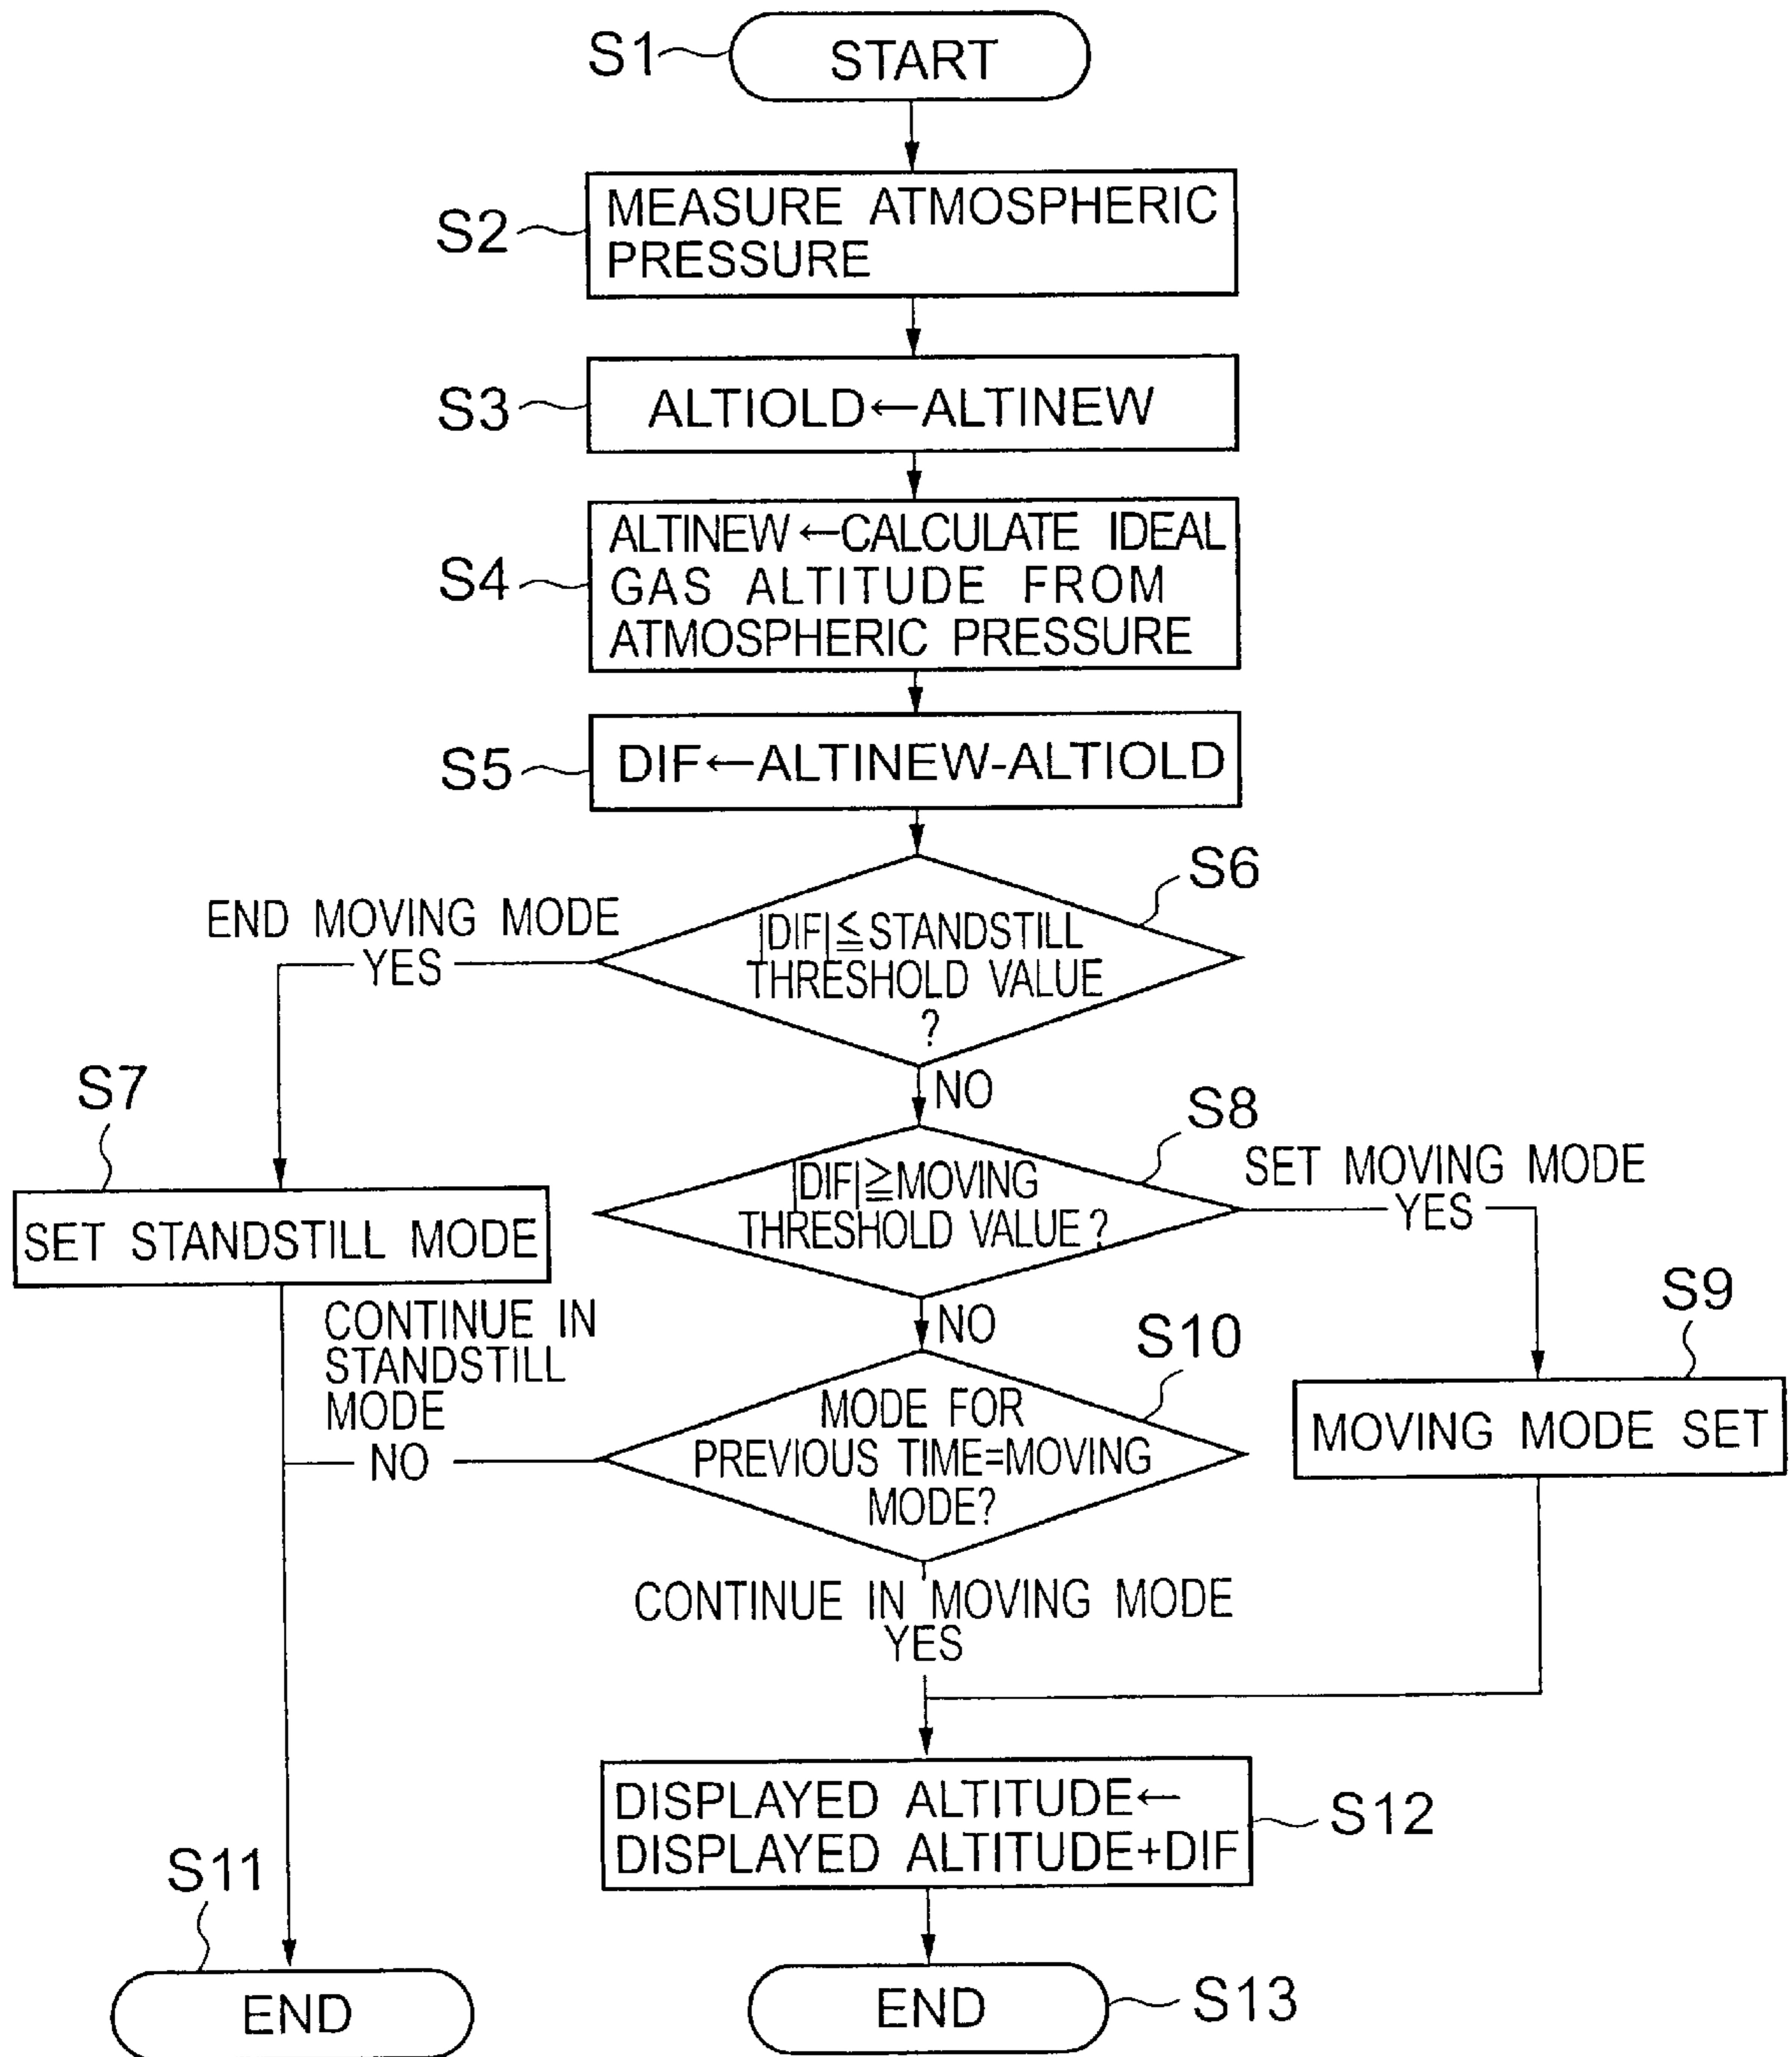 S1
START
S2
MEASURE ATMOSPHERIC
PRESSURE
S3
ALTIOLD←ALTINEW
S4
ALTINEW←CALCULATE IDEAL
GAS ALTITUDE FROM
ATMOSPHERIC PRESSURE
S5
DIF←ALTINEW-ALTIOLD
S6
|DIF|≦STANDSTILL
THRESHOLD VALUE
?
END MOVING MODE
YES
NO
S7
SET STANDSTILL MODE
S8
|DIF|≧MOVING
THRESHOLD VALUE?
SET MOVING MODE
YES
NO
S9
MOVING MODE SET
S10
MODE FOR
PREVIOUS TIME=MOVING
MODE?
CONTINUE IN
STANDSTILL
MODE
NO
CONTINUE IN MOVING MODE
YES
S12
DISPLAYED ALTITUDE←
DISPLAYED ALTITUDE+DIF
S11
END
END
S13